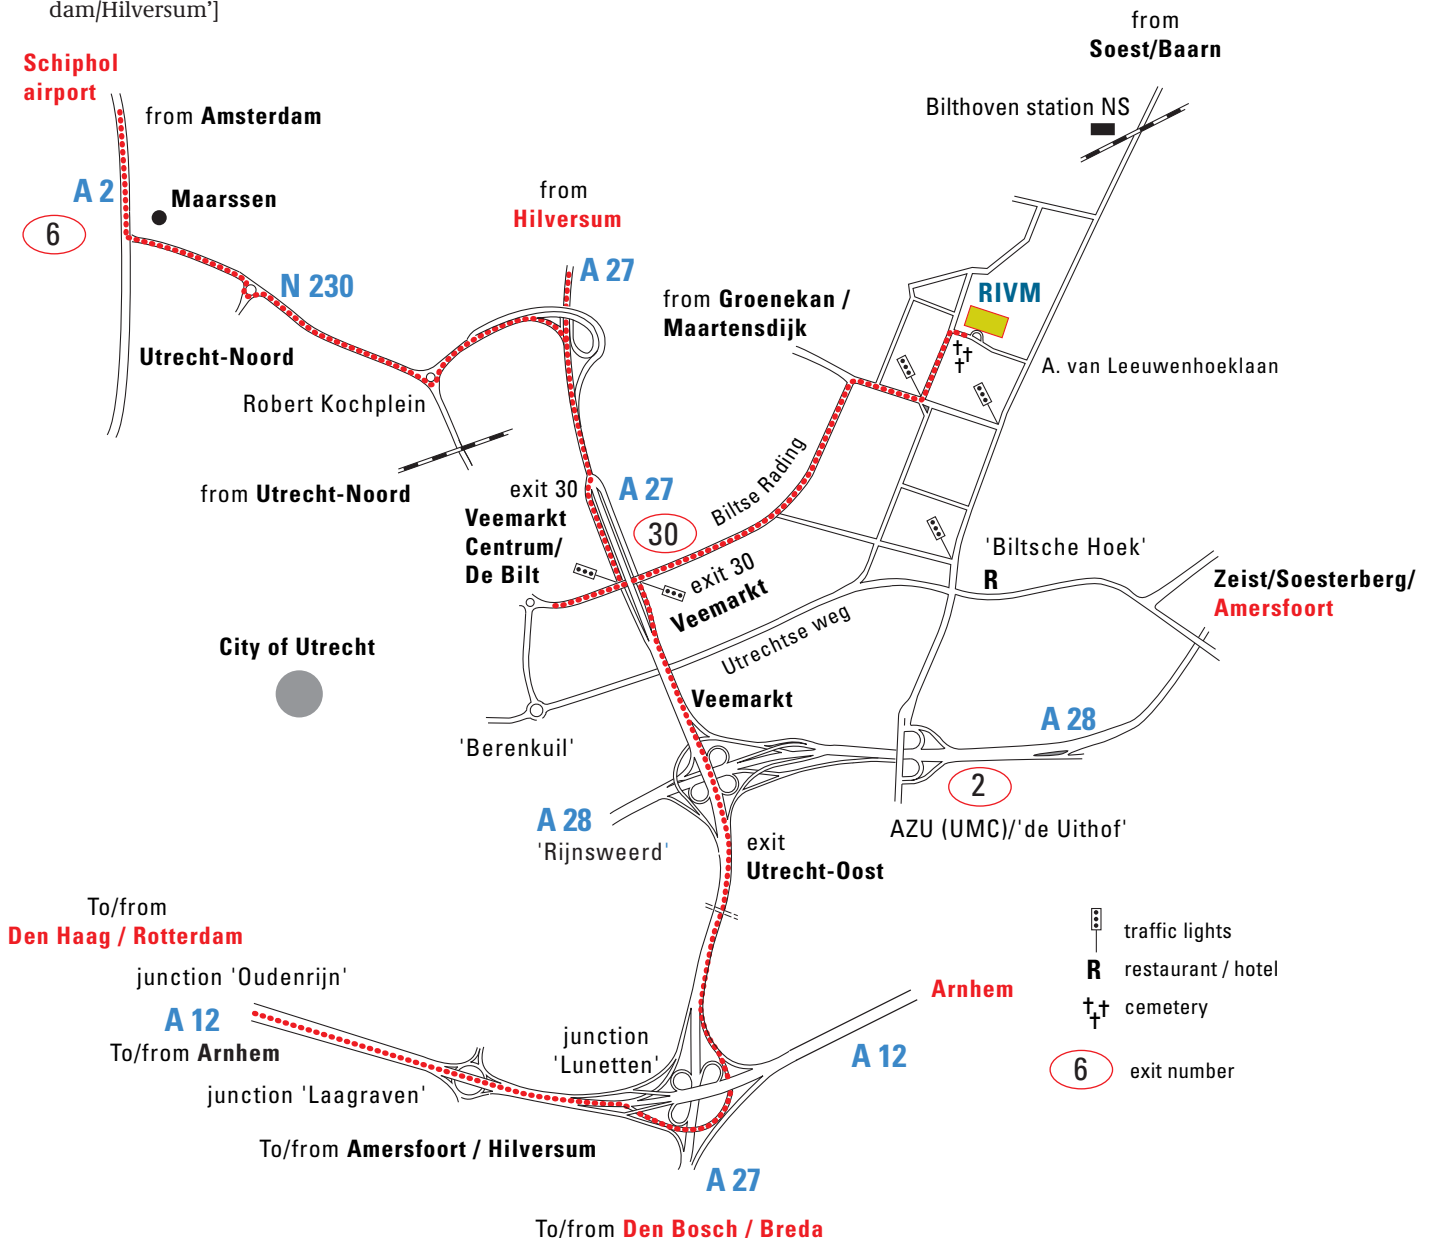 dam/Hilversum’]
from
Soest/Baarn
Schiphol
airport
from Amsterdam
Bilthoven station NS
A 2
Maarssen
6
from
Hilversum
A 27
N 230
from Groenekan /
Maartensdijk
RIVM
Utrecht-Noord
A. van Leeuwenhoeklaan
Robert Kochplein
from Utrecht-Noord
exit 30
Veemarkt
Centrum/
De Bilt
A 27
30
Biltse Rading
exit 30
Veemarkt
'Biltsche Hoek'
R
Zeist/Soesterberg/
Amersfoort
City of Utrecht
Utrechtse weg
Veemarkt
'Berenkuil'
A 28
2
A 28
'Rijnsweerd'
AZU (UMC)/'de Uithof'
exit
Utrecht-Oost
To/from
Den Haag / Rotterdam
junction 'Oudenrijn'
A 12
To/from Arnhem
junction 'Laagraven'
junction
'Lunetten'
Arnhem
A 12
To/from Amersfoort / Hilversum
A 27
To/from Den Bosch / Breda
traffic lights
R restaurant / hotel
cemetery
6 exit number